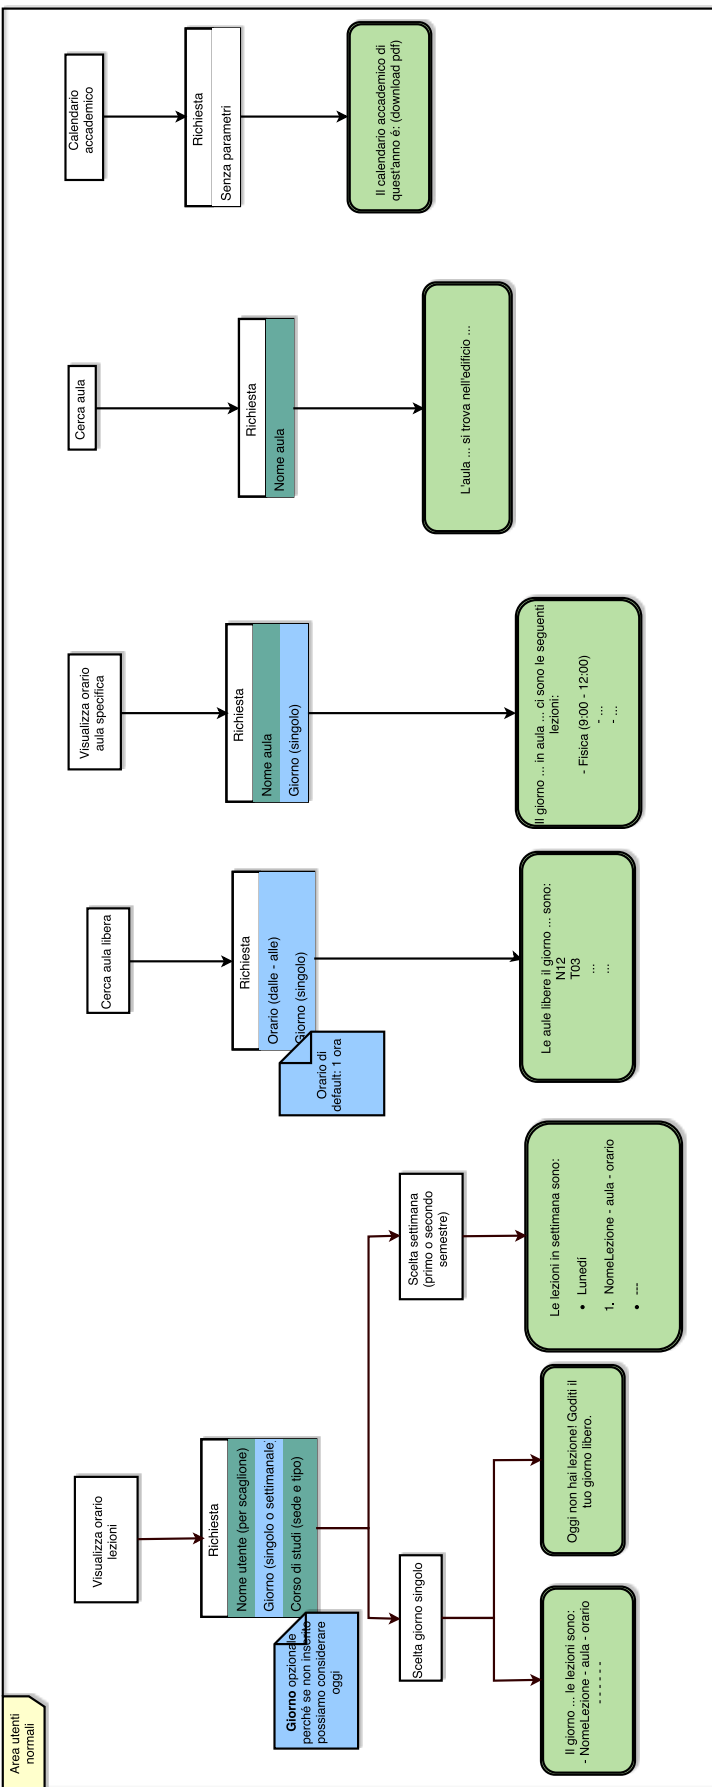 Area utenti
normali
Visualizza orario
lezioni
Richiesta
Nome utente (per scaglione)
Giorno (singolo o settimanale)
Corso di studi (sede e tipo)
Giorno opzionale
perché se non inserito
possiamo considerare
oggi
Scelta giorno singolo
Il giorno ... le lezioni sono:
- NomeLezione - aula - orario
- - - - - -
Oggi non hai lezione! Goditi il
tuo giorno libero.
Scelta settimana
(primo o secondo
semestre)
Le lezioni in settimana sono:
• Lunedí
1. NomeLezione - aula - orario
• ---
Cerca aula libera
Richiesta
Orario (dalle - alle)
Giorno (singolo)
Orario di
default: 1 ora
Le aule libere il giorno ... sono:
N12
T03
...
...
Visualizza orario
aula specifica
Richiesta
Nome aula
Giorno (singolo)
Il giorno ... in aula ... ci sono le seguenti
lezioni:
- Fisica (9:00 - 12:00)
- ...
- ...
Cerca aula
Richiesta
Nome aula
L'aula ... si trova nell'edificio ...
Calendario
accademico
Richiesta
Senza parametri
Il calendario accademico di
quest'anno é: (download pdf)